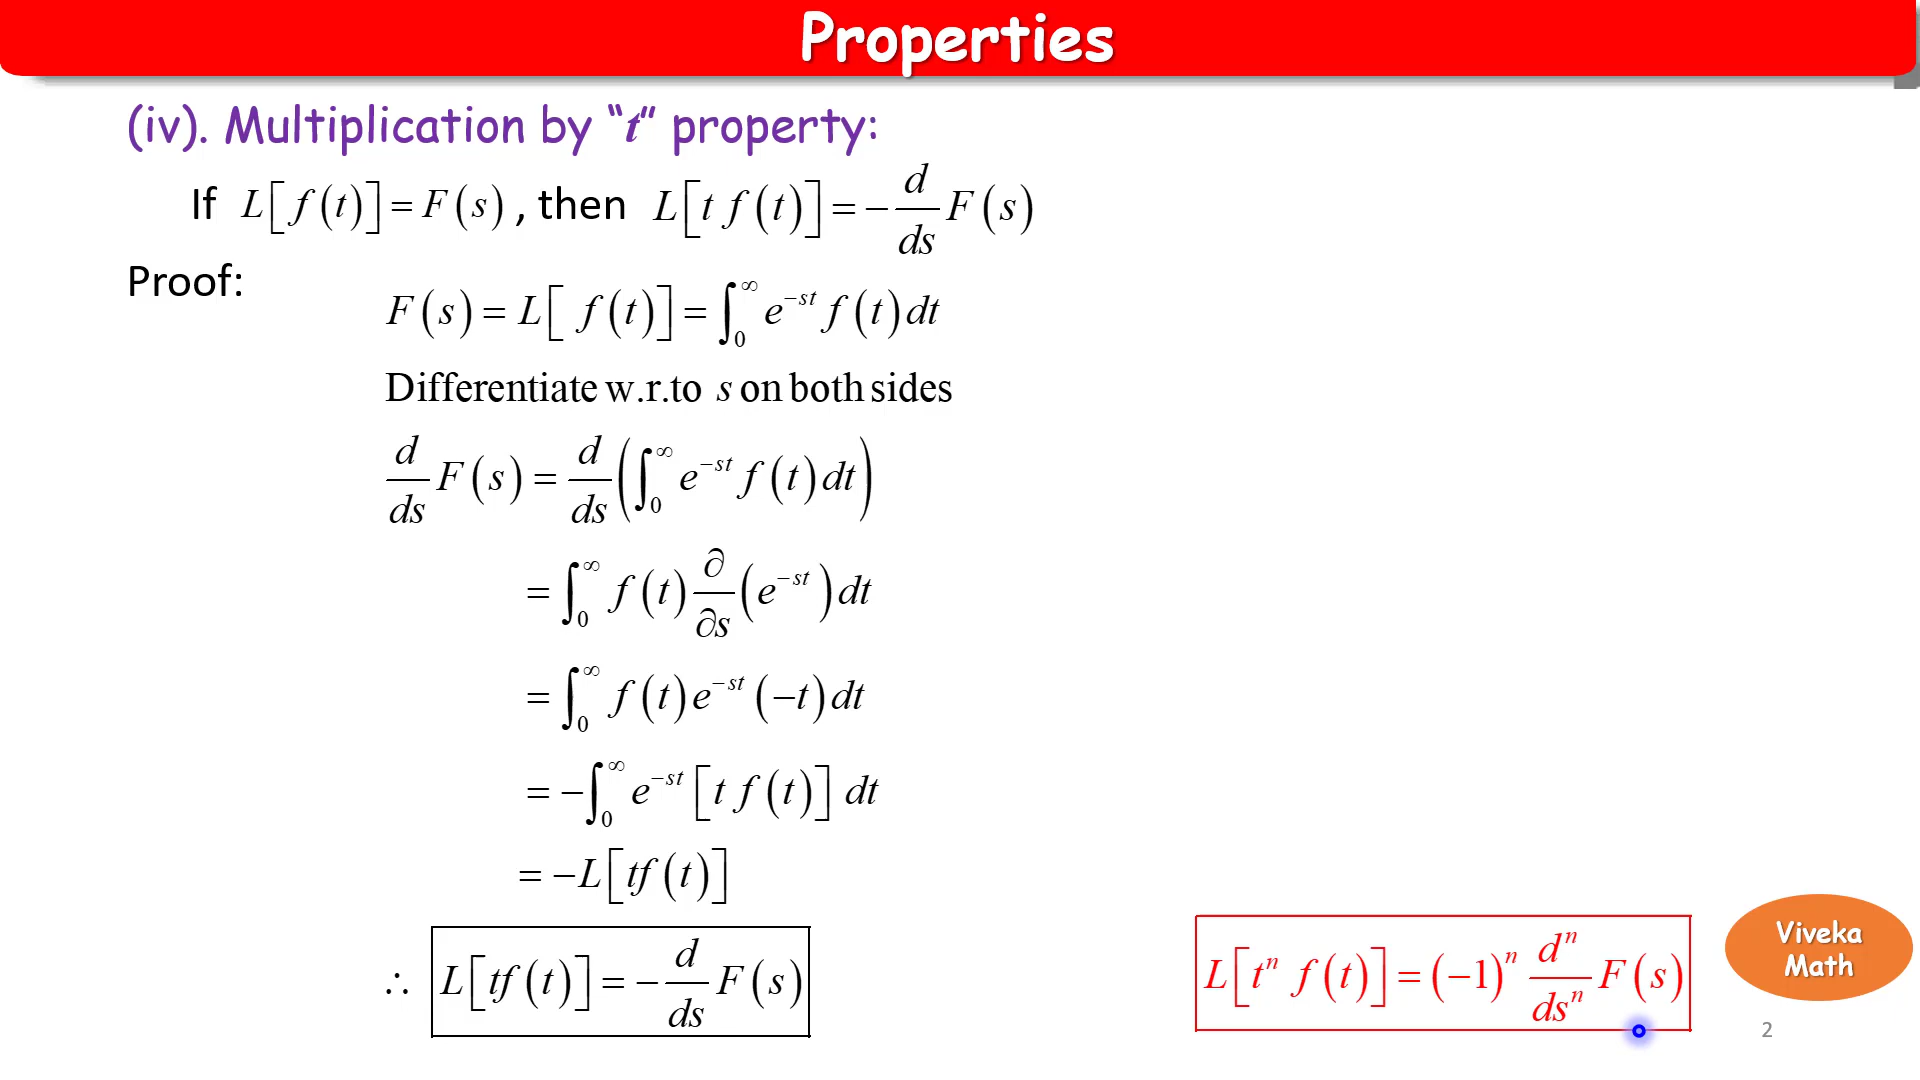 Properties
(iv). Multiplication by “t” property:
If L[f(t)] = F(s), then L[t f(t)] = −d/ds F(s)
Proof:
F(s) = L[ f(t)] = ∫₀^∞ e^{−st} f(t) dt
Differentiate w.r.to s on both sides
d/ds F(s) = d/ds (∫₀^∞ e^{−st} f(t) dt)
= ∫₀^∞ f(t) ∂/∂s (e^{−st}) dt
= ∫₀^∞ f(t) e^{−st} (−t) dt
= −∫₀^∞ e^{−st} [t f(t)] dt
= −L[tf(t)]
∴ L[tf(t)] = −d/ds F(s)
L[tⁿ f(t)] = (−1)ⁿ dⁿ/dsⁿ F(s)
Viveka
Math
2